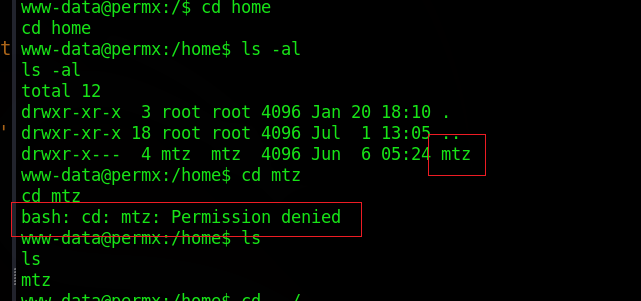 www-data@permx:/$ cd home
cd home
t www-data@permx:/home$ ls -al
ls -al
total 12
drwxr-xr-x  3 root root 4096 Jan 20 18:10 .
' drwxr-xr-x 18 root root 4096 Jul  1 13:05 ..
drwxr-x---  4 mtz  mtz  4096 Jun  6 05:24 mtz
www-data@permx:/home$ cd mtz
cd mtz
bash: cd: mtz: Permission denied
www-data@permx:/home$ ls
ls
mtz
www-data@permx:/home$ cd